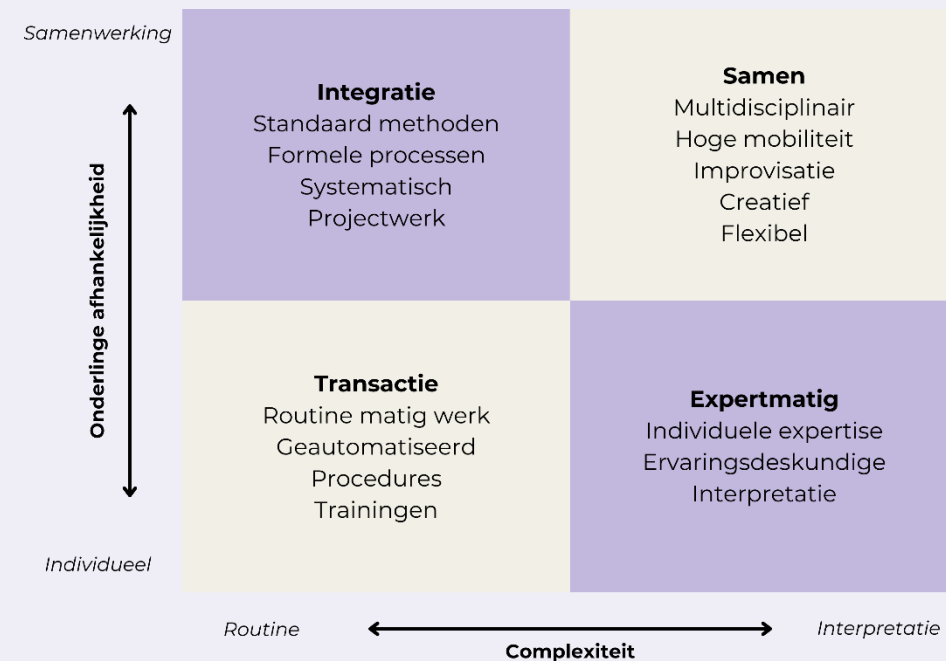 Samenwerking
Onderlinge afhankelijkheid
Individueel
Integratie
Standaard methoden
Formele processen
Systematisch
Projectwerk
Samen
Multidisciplinair
Hoge mobiliteit
Improvisatie
Creatief
Flexibel
Transactie
Routine matig werk
Geautomatiseerd
Procedures
Trainingen
Expertmatig
Individuele expertise
Ervaringsdeskundige
Interpretatie
Routine
Interpretatie
Complexiteit